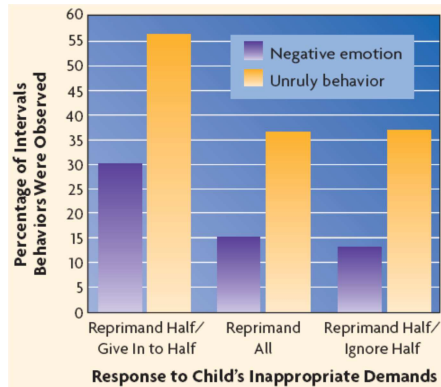 Percentage of Intervals
Behaviors Were Observed
60
55
50
45
40
35
30
25
20
15
10
5
0
Negative emotion
Unruly behavior
Reprimand Half/
Give In to Half
Reprimand
All
Reprimand Half/
Ignore Half
Response to Child's Inappropriate Demands